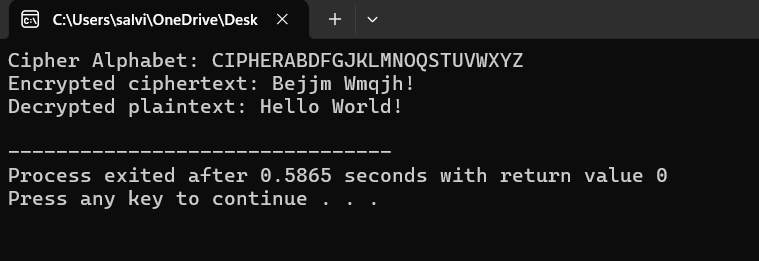 C:\Users\salvi\OneDrive\Desk
Cipher Alphabet: CIPHERABDFGJKLMNOQSTUVWXYZ
Encrypted ciphertext: Bejjm Wmqjh!
Decrypted plaintext: Hello World!
--------------------------------
Process exited after 0.5865 seconds with return value 0
Press any key to continue . . .